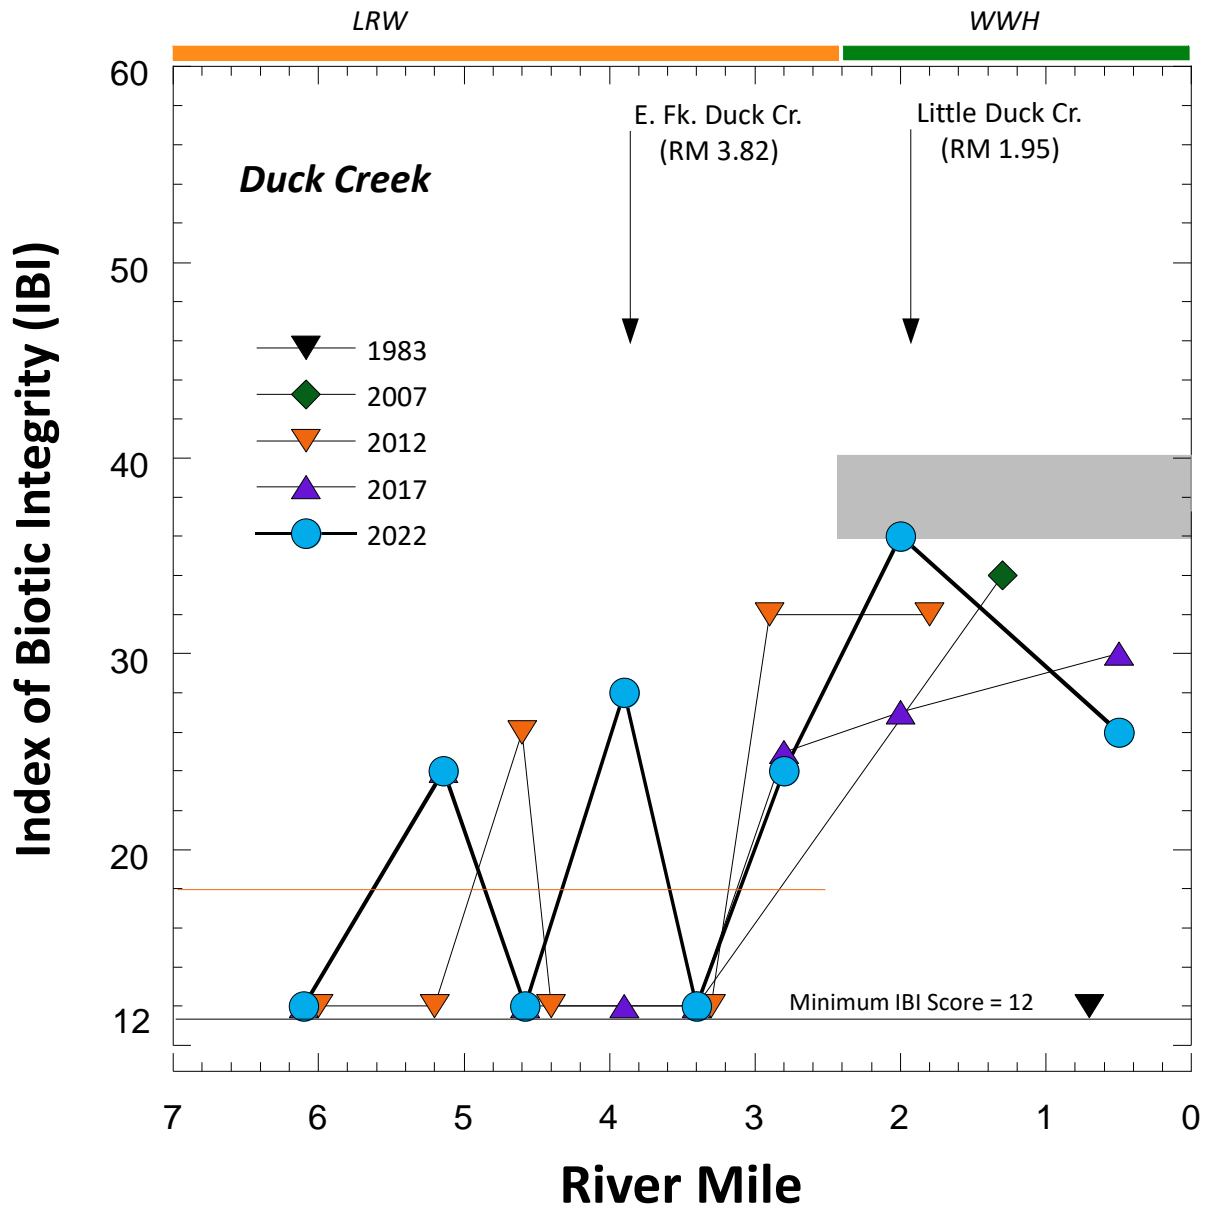 LRW
WWH
60
E. Fk. Duck Cr.
(RM 3.82)
Little Duck Cr.
(RM 1.95)
Duck Creek
50
1983
2007
2012
2017
2022
40
30
20
12
Minimum IBI Score = 12
Index of Biotic Integrity (IBI)
7
6
5
4
3
2
1
0
River Mile